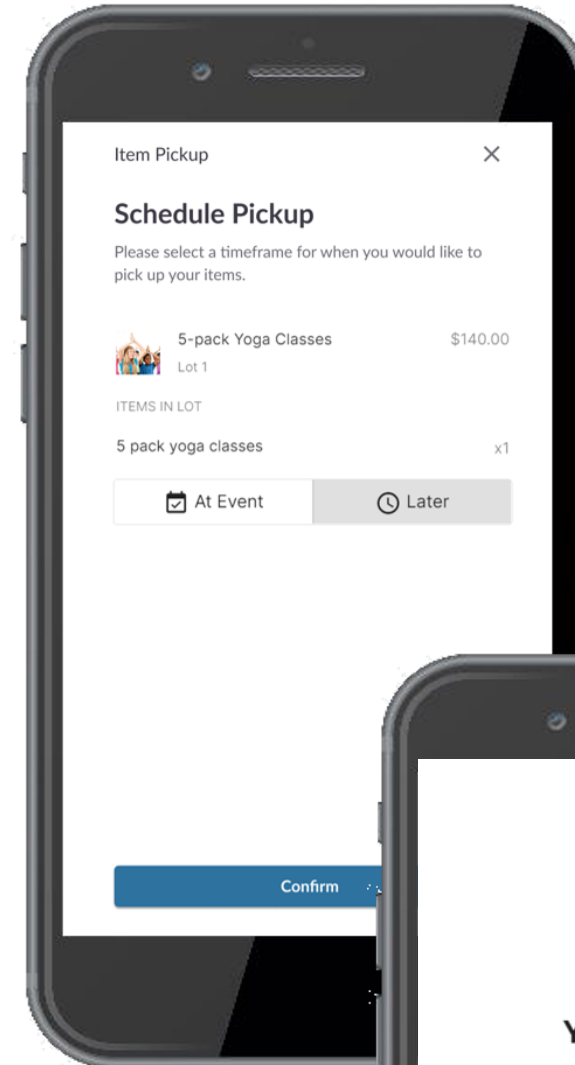 Item Pickup
Schedule Pickup
Please select a timeframe for when you would like to
pick up your items.
5-pack Yoga Classes $140.00
Lot 1
ITEMS IN LOT
5 pack yoga classes x1
At Event Later
Confirm
Y